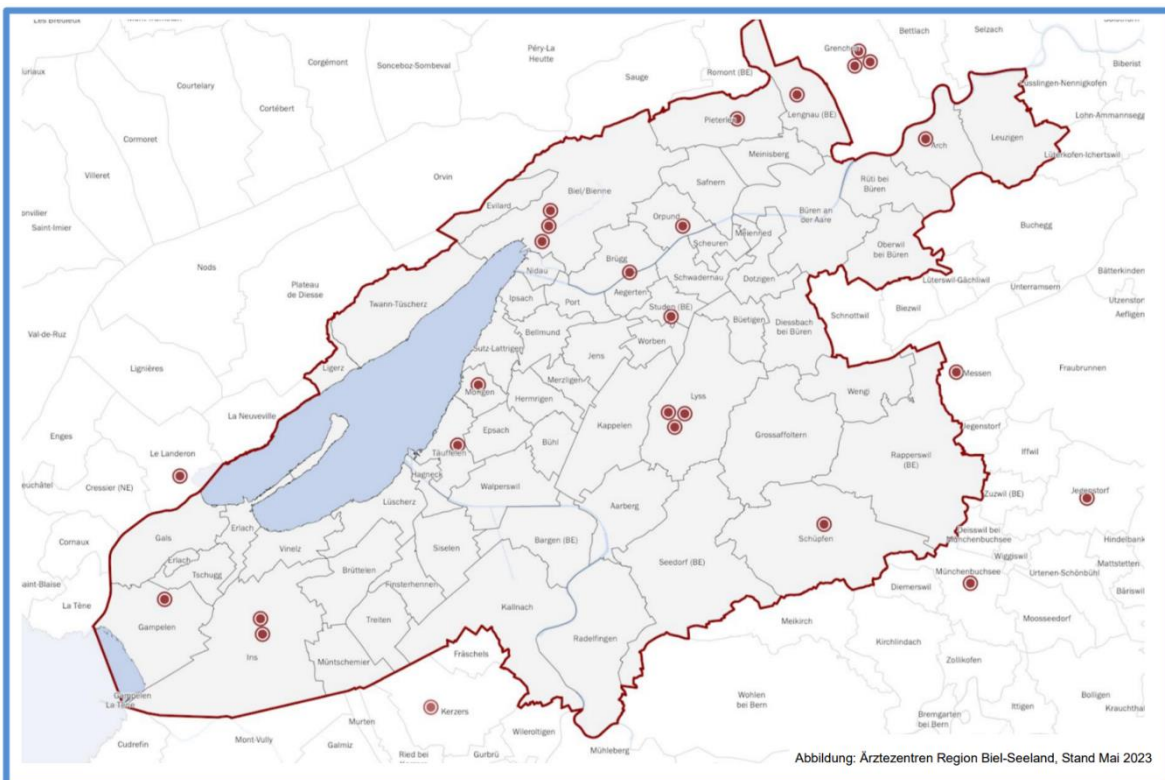 Péry-La
Heutte
Bettlach
Selzach
Grenchen
Biberist
Corgémont
Sonceboz-Sombeval
Romont (BE)
Sauge
Courtelary
Cortébert
Lengnau (BE)
Pieterlen
Lohn-Ammannsegg
Leuzigen
Arch
Cormoret
Meinisberg
Lüterkofen-Ichertswil
Villeret
Orvin
Safnern
Rüti bei
Büren
Biel/Bienne
Evilard
Büren an
der Aare
Orpund
Saint-Imier
Meienried
Scheuren
Buchegg
Oberwil
bei Büren
Nods
Brügg
Nidau
Schwadernau
Dotzigen
Plateau
de Diesse
Lüterswil-Gächliwil
Unterramsern
Bätterkinden
Twann-Tüscherz
Ipsach
Port
Aegerten
Studen (BE)
Büetigen
Diessbach
bei Büren
Schnottwil
Biezwil
Aefligen
Val-de-Ruz
Bellmund
Worben
Jens
Lignières
Ligerz
Merzligen
Messen
Fraubrunnen
Mörigen
Hermrigen
Lyss
Wengi
La Neuveville
Epsach
Kappelen
Jegenstorf
Enges
Bühl
Grossaffoltern
Le Landeron
Täuffelen
Iffwil
Rapperswil
(BE)
Hagneck
Cressier (NE)
Walperswil
Zuzwil (BE)
Jegenstorf
Lüscherz
Aarberg
Erlach
Deisswil bei
Münchenbuchsee
Schüpfen
Hindelbank
Cornaux
Gals
Vinelz
Siselen
Bargen (BE)
Wiggiswil
Erlach
Brüttelen
Seedorf (BE)
Mattstetten
Tschugg
Finsterhennen
Münchenbuchsee
Urtenen-Schönbühl
Diemerswil
Bäriswil
La Tène
Kallnach
Gampelen
Treiten
Meikirch
Moosseedorf
Radelfingen
Kirchlindach
Ins
Müntschemier
Fräschels
Zollikofen
Gampelen
La Tène
Wohlen
bei Bern
Bolligen
Kerzers
Ittigen
Krauchthal
Murten
Bremgarten
bei Bern
Wileroltigen
Cudrefin
Mont-Vully
Galmiz
Ried bei
Gurbrü
Mühleberg
Abbildung: Ärztezentren Region Biel-Seeland, Stand Mai 2023